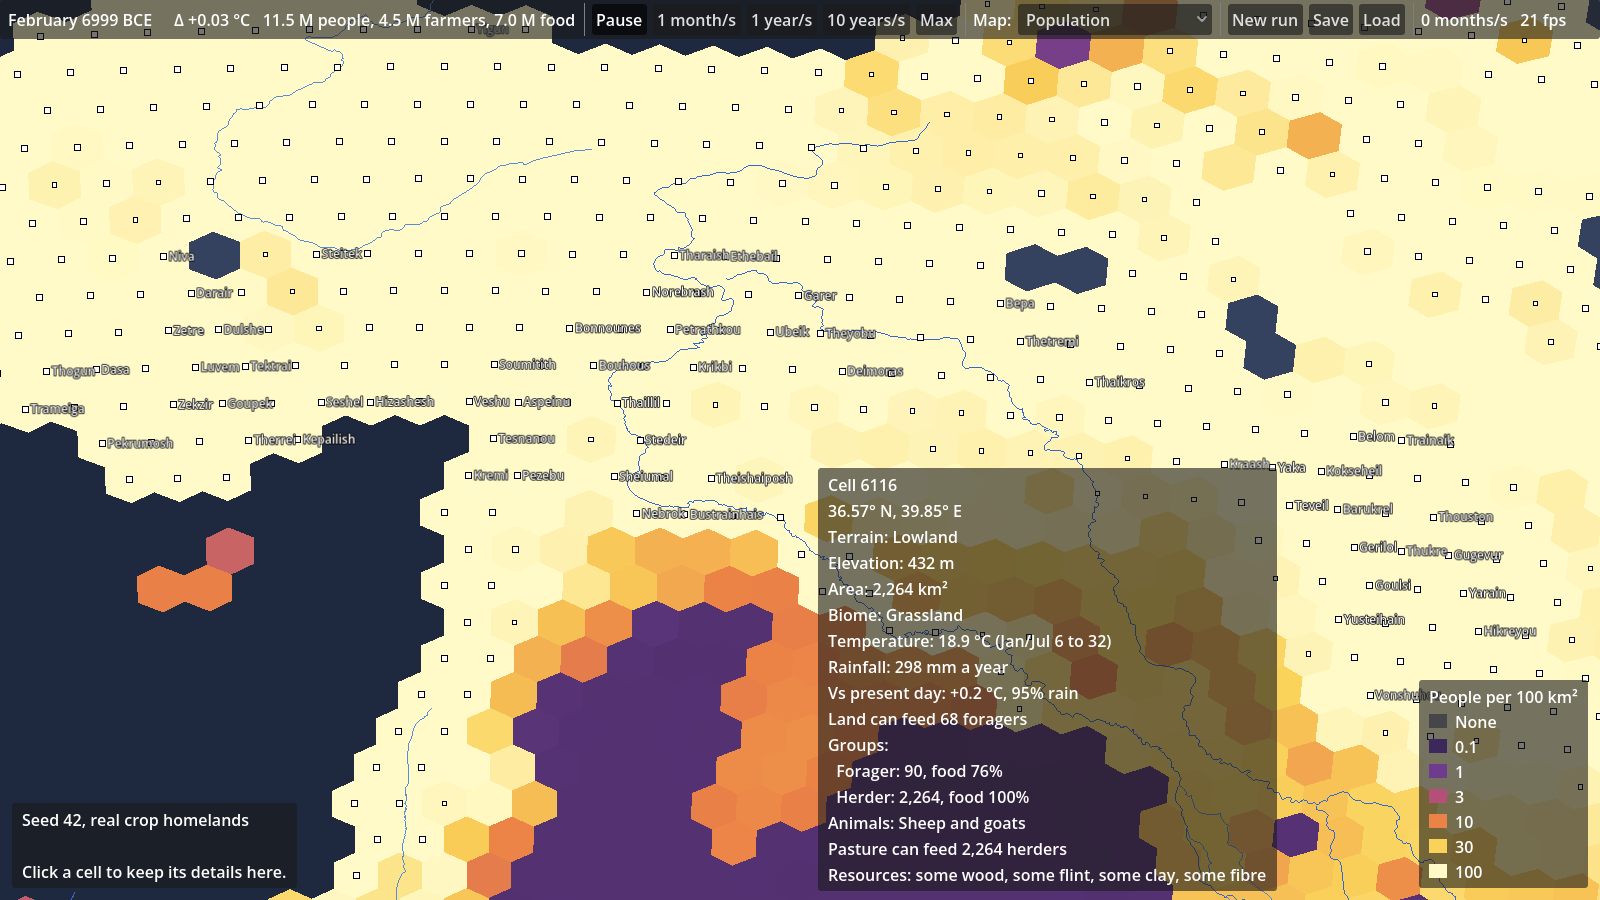 February 6999 BCE Δ +0.03 °C 11.5 M people, 4.5 M farmers, 7.0 M food Pause 1 month/s 1 year/s 10 years/s Max Map: Population New run Save Load 0 months/s 21 fps
Niva
Steitek
Tharaish
Ethebail
Darair
Norebrash
Garer
Bepa
Zetre
Dulshe
Bonnounes
Petrathkou
Ubeik
Theyobu
Thetremi
Thogun
Dasa
Luvem
Tektrai
Soumitith
Bouhous
Krikbi
Deimoras
Thaikros
Trameiga
Zekzir
Goupek
Seshel
Hizashesh
Veshu
Aspeinu
Thaillil
Pekrumosh
Therrel
Kepailish
Tesnanou
Stedeir
Belom
Trainaik
Kremi
Pezebu
Sheiumal
Theishaiposh
Kraash
Yaka
Koksheil
Nebrok
Bustrainhais
Teveil
Barukrel
Thouston
Gerilol
Thukre
Gugevur
Goulsi
Yarain
Yusteihain
Hikreyou
Cell 6116
36.57° N, 39.85° E
Terrain: Lowland
Elevation: 432 m
Area: 2,264 km²
Biome: Grassland
Temperature: 18.9 °C (Jan/Jul 6 to 32)
Rainfall: 298 mm a year
Vs present day: +0.2 °C, 95% rain
Land can feed 68 foragers
Groups:
Forager: 90, food 76%
Herder: 2,264, food 100%
Animals: Sheep and goats
Pasture can feed 2,264 herders
Resources: some wood, some flint, some clay, some fibre
People per 100 km²
None
0.1
1
3
10
30
100
Seed 42, real crop homelands
Click a cell to keep its details here.